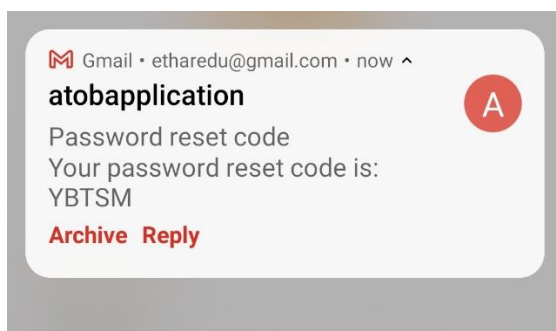 Gmail • etharedu@gmail.com • now
atobapplication
A
Password reset code
Your password reset code is:
YBTSM
Archive Reply